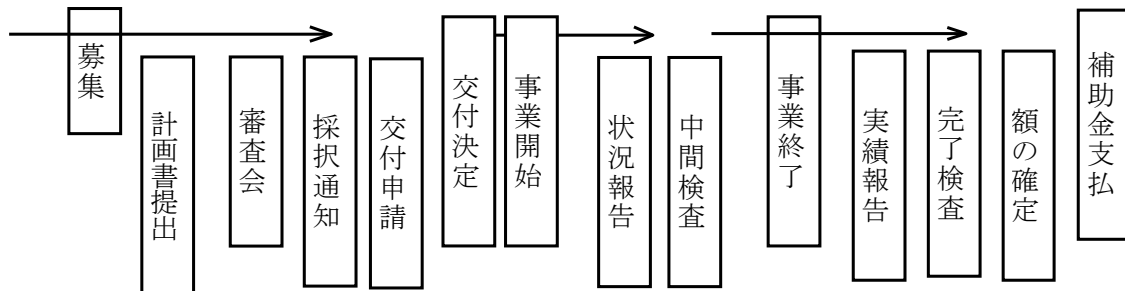 募集
計画書提出
審査会
採択通知
交付申請
交付決定
事業開始
状況報告
中間検査
事業終了
実績報告
完了検査
額の確定
補助金支払